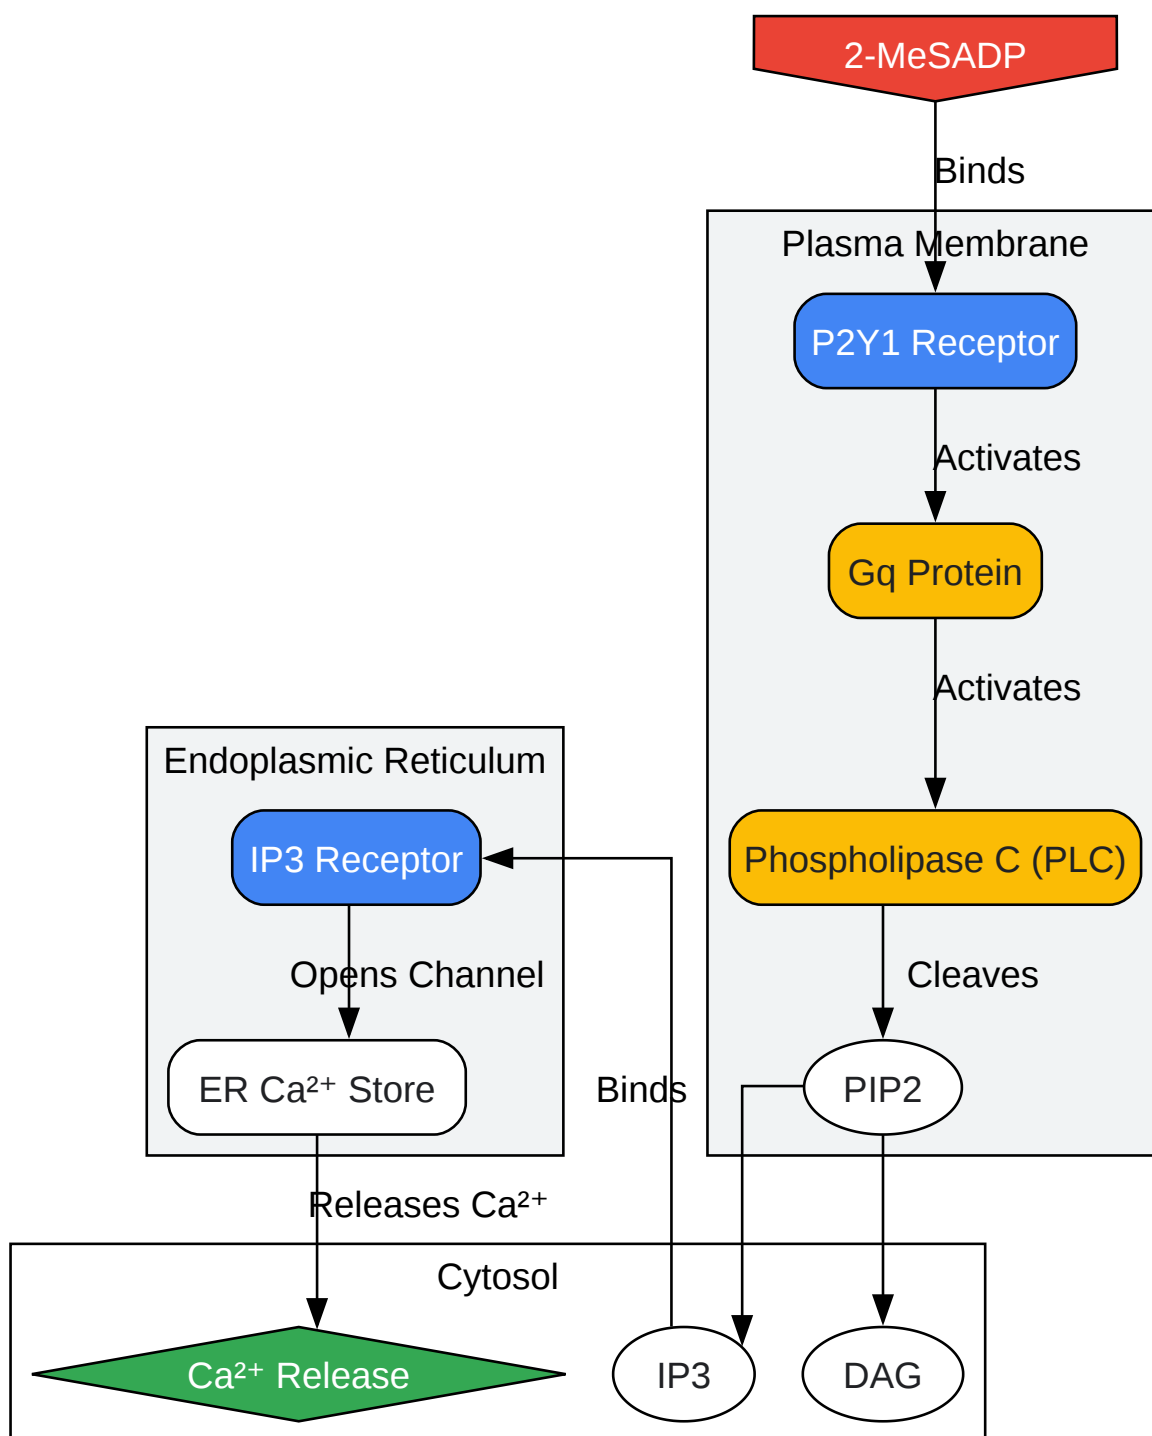 2-MeSADP
Binds
Plasma Membrane
P2Y1 Receptor
Activates
Gq Protein
Activates
Endoplasmic Reticulum
IP3 Receptor
Phospholipase C (PLC)
Opens Channel
Cleaves
ER Ca²⁺ Store
Binds
PIP2
Releases Ca²⁺
Cytosol
Ca²⁺ Release
IP3
DAG